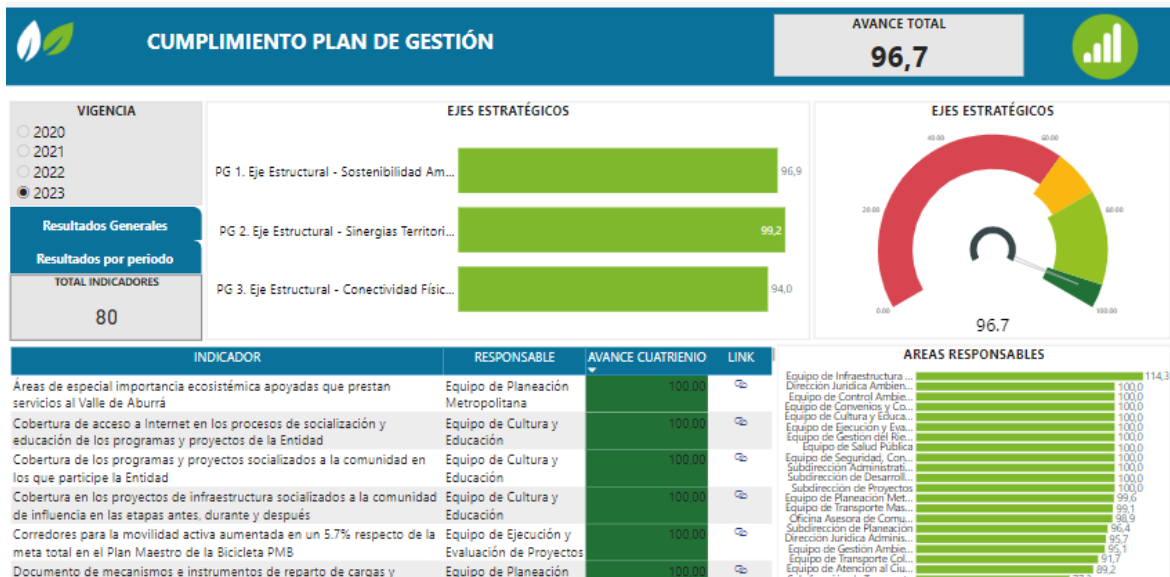 CUMPLIMIENTO PLAN DE GESTIÓN
AVANCE TOTAL
96,7
VIGENCIA
2020
2021
2022
2023
Resultados Generales
Resultados por periodo
TOTAL INDICADORES
80
EJES ESTRATÉGICOS
PG 1. Eje Estructural - Sostenibilidad Am...
96,9
PG 2. Eje Estructural - Sinergias Territori...
99,2
PG 3. Eje Estructural - Conectividad Físic...
94,0
EJES ESTRATÉGICOS
40.00
60.00
20.00
80.00
0.00
100.00
96.7
INDICADOR RESPONSABLE AVANCE CUATRIENIO LINK
Áreas de especial importancia ecosistémica apoyadas que prestan
servicios al Valle de Aburrá
Equipo de Planeación
Metropolitana
100,00
Cobertura de acceso a Internet en los procesos de socialización y
educación de los programas y proyectos de la Entidad
Equipo de Cultura y
Educación
100,00
Cobertura de los programas y proyectos socializados a la comunidad en
los que participe la Entidad
Equipo de Cultura y
Educación
100,00
Cobertura en los proyectos de infraestructura socializados a la comunidad
de influencia en las etapas antes, durante y después
Equipo de Cultura y
Educación
100,00
Corredores para la movilidad activa aumentada en un 5.7% respecto de la
meta total en el Plan Maestro de la Bicicleta PMB
Equipo de Ejecución y
Evaluación de Proyectos
100,00
Documento de mecanismos e instrumentos de reparto de cargas y
Equipo de Planeación
100,00
AREAS RESPONSABLES
Equipo de Infraestructura ... 114,3
Dirección Jurídica Ambien... 100,0
Equipo de Control Ambie... 100,0
Equipo de Convenios y Co... 100,0
Equipo de Cultura y Educa... 100,0
Equipo de Ejecución y Eva... 100,0
Equipo de Gestión del Rie... 100,0
Equipo de Salud Pública 100,0
Equipo de Seguridad, Con... 100,0
Subdirección Administrati... 100,0
Subdirección de Desarroll... 100,0
Subdirección de Proyectos 100,0
Equipo de Planeación Met... 99,6
Equipo de Transporte Mas... 99,1
Oficina Asesora de Comu... 98,9
Subdirección de Planeación 96,4
Dirección Jurídica Adminis... 95,7
Equipo de Gestión Ambie... 95,1
Equipo de Transporte Col... 91,7
Equipo de Atención al Ciu... 89,2